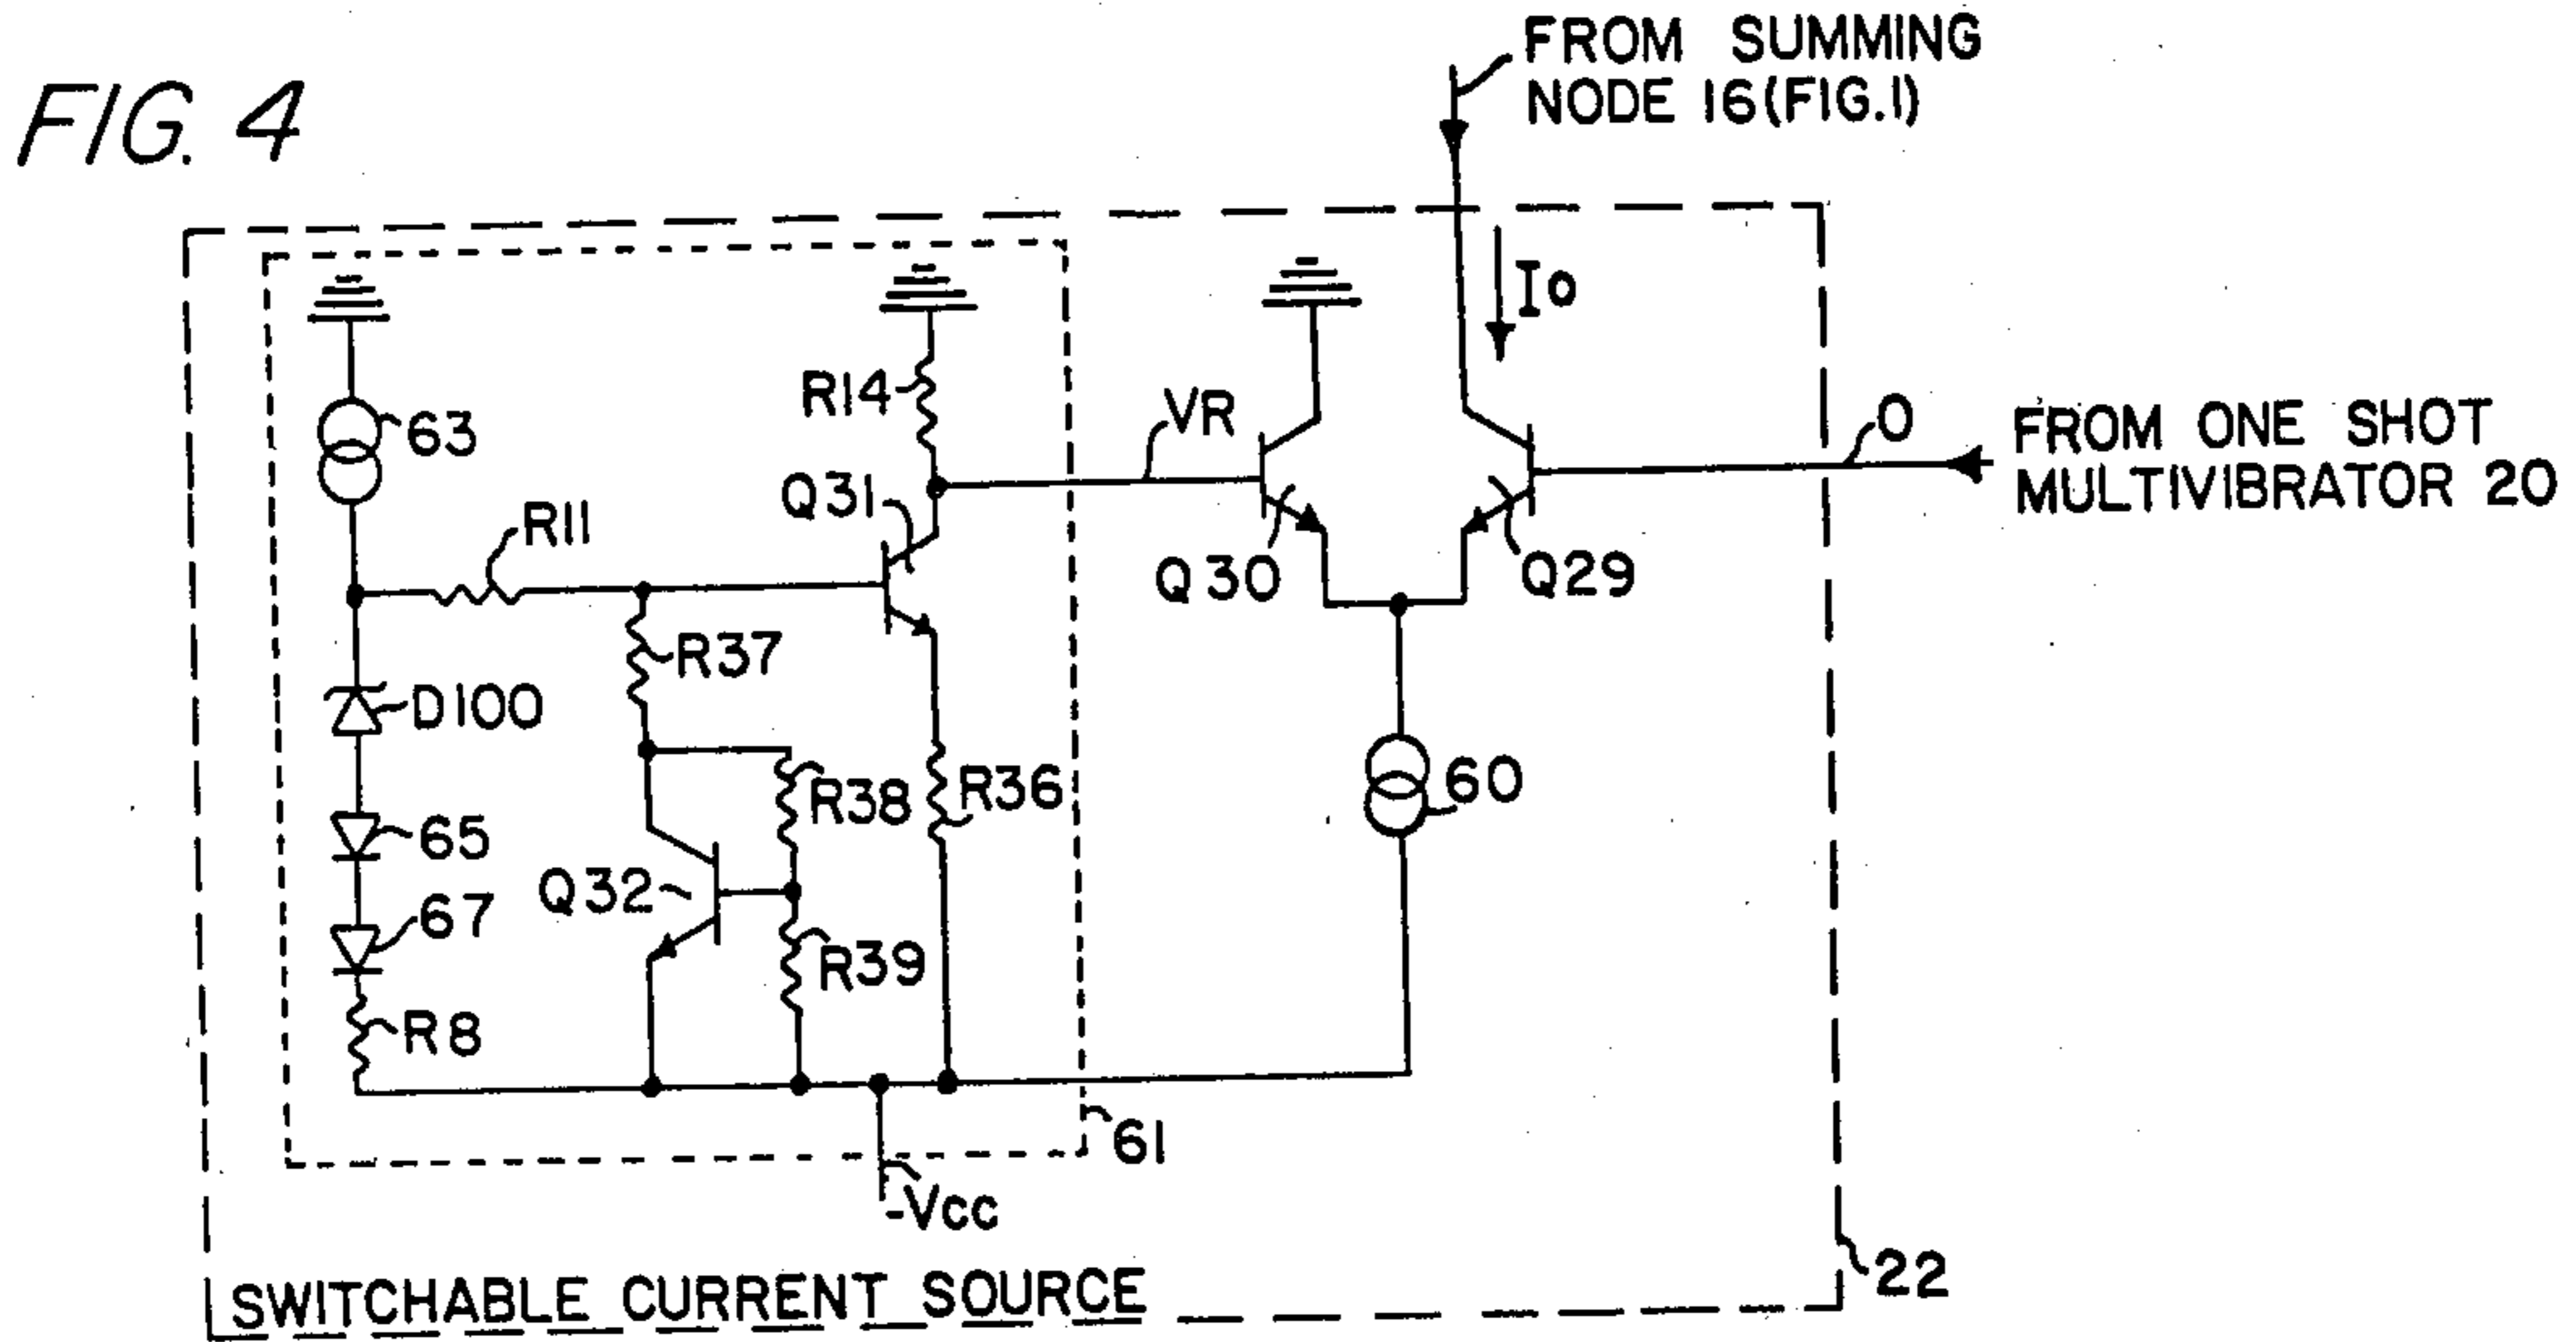 FIG. 4
FROM SUMMING
NODE 16(FIG.1)
Io
R14
63
VR
O
FROM ONE SHOT
MULTIVIBRATOR 20
Q31
R11
Q30
Q29
R37
D100
R38
R36
60
65
Q32
67
R39
R8
61
-Vcc
22
SWITCHABLE CURRENT SOURCE